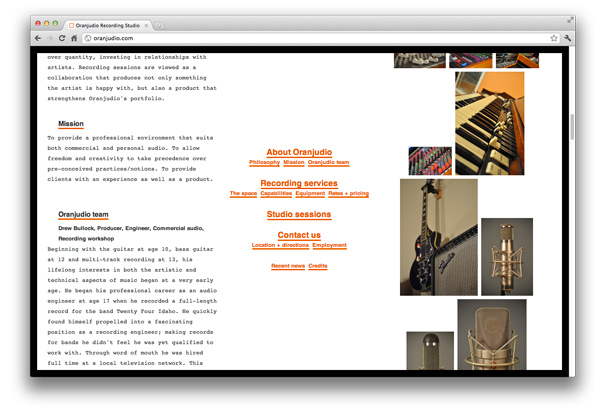 Oranjudio Recording Studio
oranjudio.com
over quantity, investing in relationships with
artists. Recording sessions are viewed as a
collaboration that produces not only something
the artist is happy with, but also a product that
strengthens Oranjudio's portfolio.
Mission
To provide a professional environment that suits
both commercial and personal audio. To allow
freedom and creativity to take precedence over
pre-conceived practices/notions. To provide
clients with an experience as well as a product.
Oranjudio team
Drew Bullock, Producer, Engineer, Commercial audio,
Recording workshop
Beginning with the guitar at age 10, bass guitar
at 12 and multi-track recording at 13, his
lifelong interests in both the artistic and
technical aspects of music began at a very early
age. He began his professional career as an audio
engineer at age 17 when he recorded a full-length
record for the band Twenty Four Idaho. He quickly
found himself propelled into a fascinating
position as a recording engineer; making records
for bands he didn't feel he was yet qualified to
work with. Through word of mouth he was hired
full time at a local television network. This
About Oranjudio
Philosophy Mission Oranjudio team
Recording services
The space Capabilities Equipment Rates + pricing
Studio sessions
Contact us
Location + directions Employment
Recent news Credits